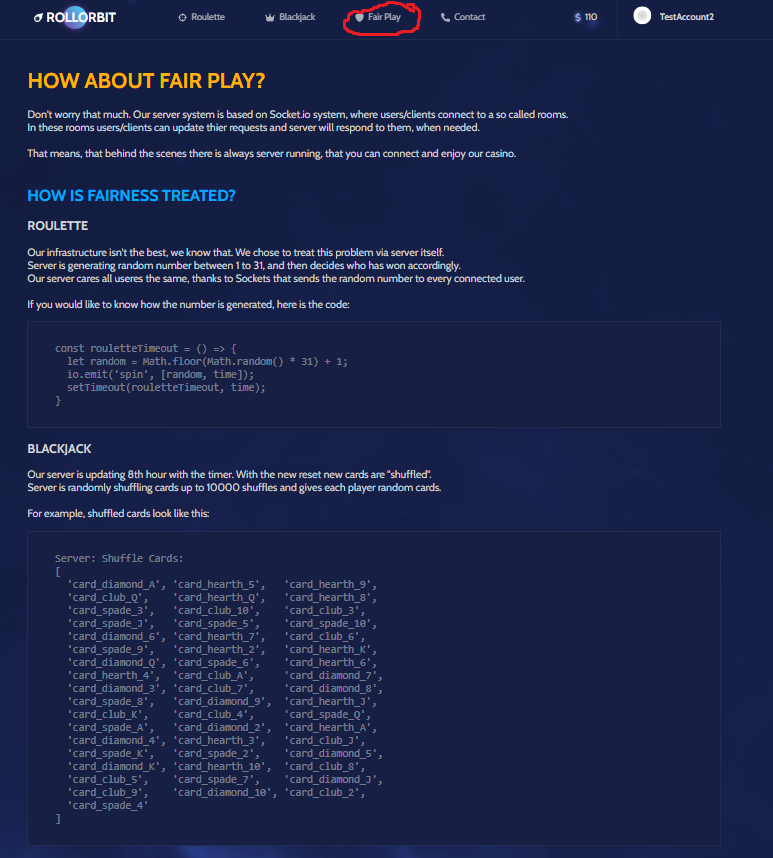 ROLLORBIT
Roulette
Blackjack
Fair Play
Contact
$ 110
TestAccount2
HOW ABOUT FAIR PLAY?
Don't worry that much. Our server system is based on Socket.io system, where users/clients connect to a so called rooms.
In these rooms users/clients can update thier requests and server will respond to them, when needed.
That means, that behind the scenes there is always server running, that you can connect and enjoy our casino.
HOW IS FAIRNESS TREATED?
ROULETTE
Our infrastructure isn't the best, we know that. We chose to treat this problem via server itself.
Server is generating random number between 1 to 31, and then decides who has won accordingly.
Our server cares all useres the same, thanks to Sockets that sends the random number to every connected user.
If you would like to know how the number is generated, here is the code:
const rouletteTimeout = () => {
let random = Math.floor(Math.random() * 31) + 1;
io.emit('spin', [random, time]);
setTimeout(rouletteTimeout, time);
}
BLACKJACK
Our server is updating 8th hour with the timer. With the new reset new cards are "shuffled".
Server is randomly shuffling cards up to 10000 shuffles and gives each player random cards.
For example, shuffled cards look like this:
Server: Shuffle Cards:
[
'card_diamond_A', 'card_hearth_5', 'card_hearth_9',
'card_club_Q', 'card_hearth_Q', 'card_hearth_8',
'card_spade_3', 'card_club_10', 'card_club_3',
'card_spade_J', 'card_spade_5', 'card_spade_10',
'card_diamond_6', 'card_hearth_7', 'card_club_6',
'card_spade_9', 'card_hearth_2', 'card_hearth_K',
'card_diamond_Q', 'card_spade_6', 'card_hearth_6',
'card_hearth_4', 'card_club_A', 'card_diamond_7',
'card_diamond_3', 'card_club_7', 'card_diamond_8',
'card_spade_8', 'card_diamond_9', 'card_hearth_J',
'card_club_K', 'card_club_4', 'card_spade_Q',
'card_spade_A', 'card_diamond_2', 'card_hearth_A',
'card_diamond_4', 'card_hearth_3', 'card_club_J',
'card_spade_K', 'card_spade_2', 'card_diamond_5',
'card_diamond_K', 'card_hearth_10', 'card_club_8',
'card_club_5', 'card_spade_7', 'card_diamond_J',
'card_club_9', 'card_diamond_10', 'card_club_2',
'card_spade_4'
]